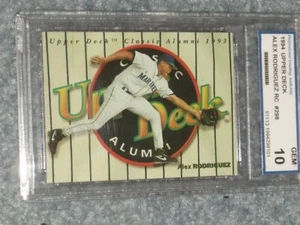 Upper Deck™ Classic Alumni 1993
CLASSIC
Upper Deck
ALUMNI
Alex RODRIGUEZ
1994 UPPER DECK
ALEX RODRIGUEZ RC #298
GEM
10